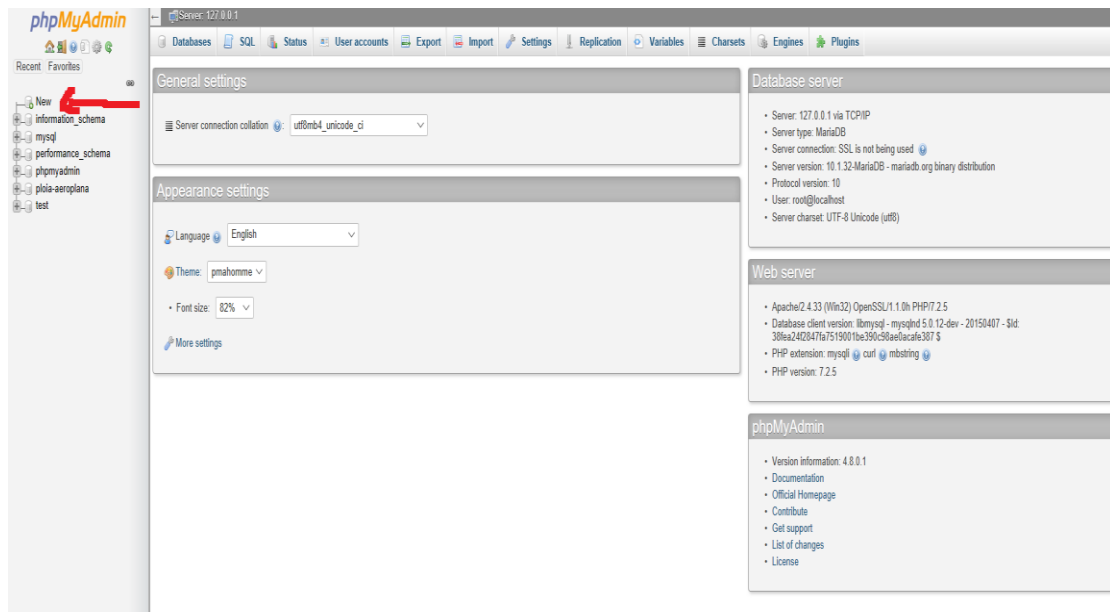 phpMyAdmin
Recent Favorites
New
information_schema
mysql
performance_schema
phpmyadmin
ploia-aeroplana
test
Server: 127.0.0.1
Databases SQL Status User accounts Export Import Settings Replication Variables Charsets Engines Plugins
General settings
Server connection collation : utf8mb4_unicode_ci
Appearance settings
Language English
Theme: pmahomme
Font size: 82%
More settings
Database server
Server: 127.0.0.1 via TCP/IP
Server type: MariaDB
Server connection: SSL is not being used
Server version: 10.1.32-MariaDB - mariadb.org binary distribution
Protocol version: 10
User: root@localhost
Server charset: UTF-8 Unicode (utf8)
Web server
Apache/2.4.33 (Win32) OpenSSL/1.1.0h PHP/7.2.5
Database client version: libmysql - mysqlnd 5.0.12-dev - 20150407 - $Id:
38fea24f2847fa7519001be390c98ae0acafe387 $
PHP extension: mysqli curl mbstring
PHP version: 7.2.5
phpMyAdmin
Version information: 4.8.0.1
Documentation
Official Homepage
Contribute
Get support
List of changes
License